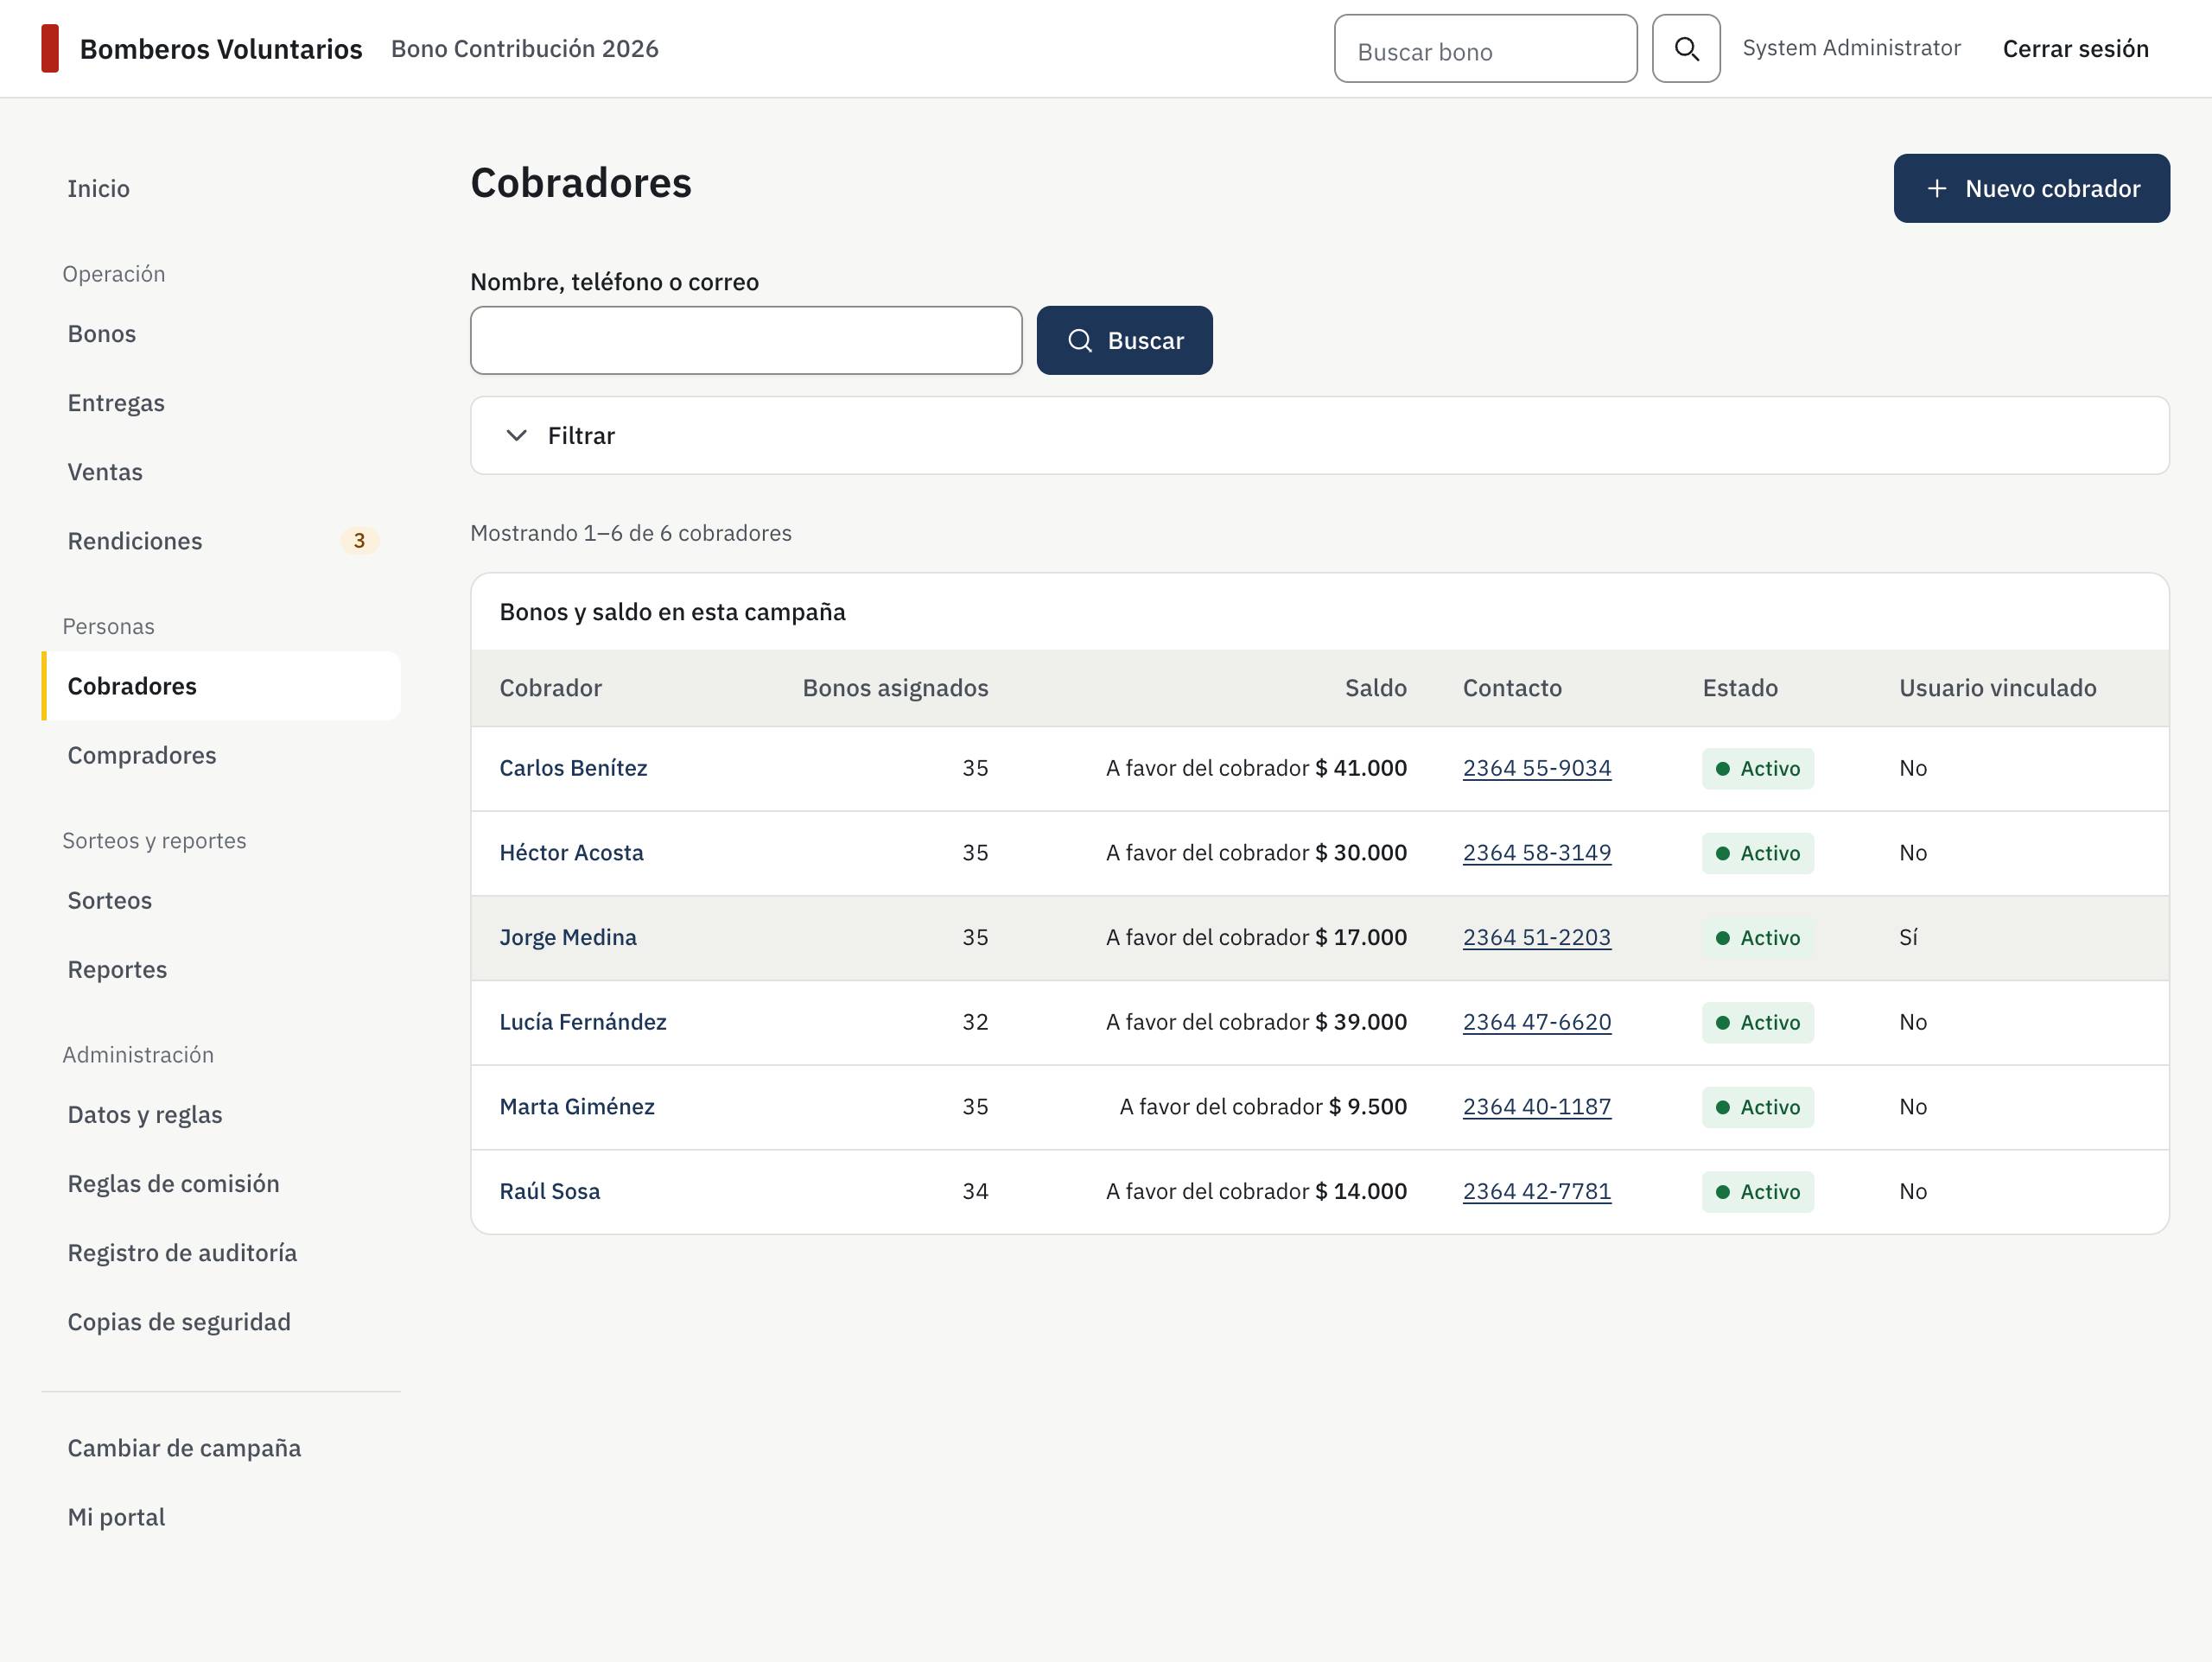 Bomberos Voluntarios Bono Contribución 2026 Buscar bono System Administrator Cerrar sesión
Inicio
Operación
Bonos
Entregas
Ventas
Rendiciones 3
Personas
Cobradores
Compradores
Sorteos y reportes
Sorteos
Reportes
Administración
Datos y reglas
Reglas de comisión
Registro de auditoría
Copias de seguridad
Cambiar de campaña
Mi portal
Cobradores
Nuevo cobrador
Nombre, teléfono o correo
Buscar
Filtrar
Mostrando 1–6 de 6 cobradores
Bonos y saldo en esta campaña
Cobrador Bonos asignados Saldo Contacto Estado Usuario vinculado
Carlos Benítez 35 A favor del cobrador $ 41.000 2364 55-9034 Activo No
Héctor Acosta 35 A favor del cobrador $ 30.000 2364 58-3149 Activo No
Jorge Medina 35 A favor del cobrador $ 17.000 2364 51-2203 Activo Sí
Lucía Fernández 32 A favor del cobrador $ 39.000 2364 47-6620 Activo No
Marta Giménez 35 A favor del cobrador $ 9.500 2364 40-1187 Activo No
Raúl Sosa 34 A favor del cobrador $ 14.000 2364 42-7781 Activo No